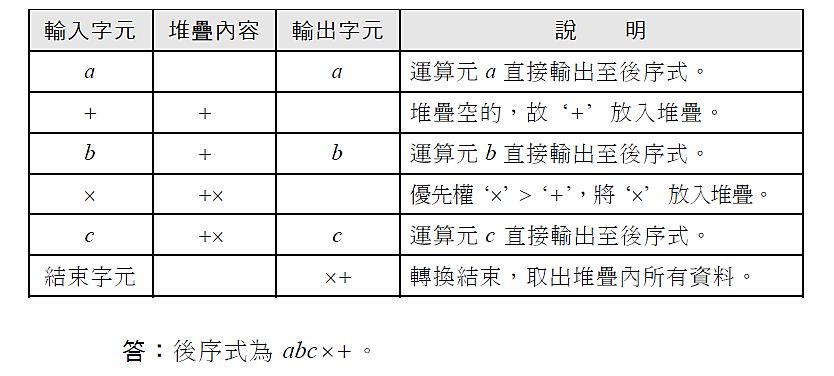 輸入字元 堆疊內容 輸出字元 說 明
a a 運算元 a 直接輸出至後序式。
+ + 堆疊空的，故‘+’放入堆疊。
b + b 運算元 b 直接輸出至後序式。
× +× 優先權‘×’>‘+’，將‘×’放入堆疊。
c +× c 運算元 c 直接輸出至後序式。
結束字元 ×+ 轉換結束，取出堆疊內所有資料。
答：後序式為 abc×+。